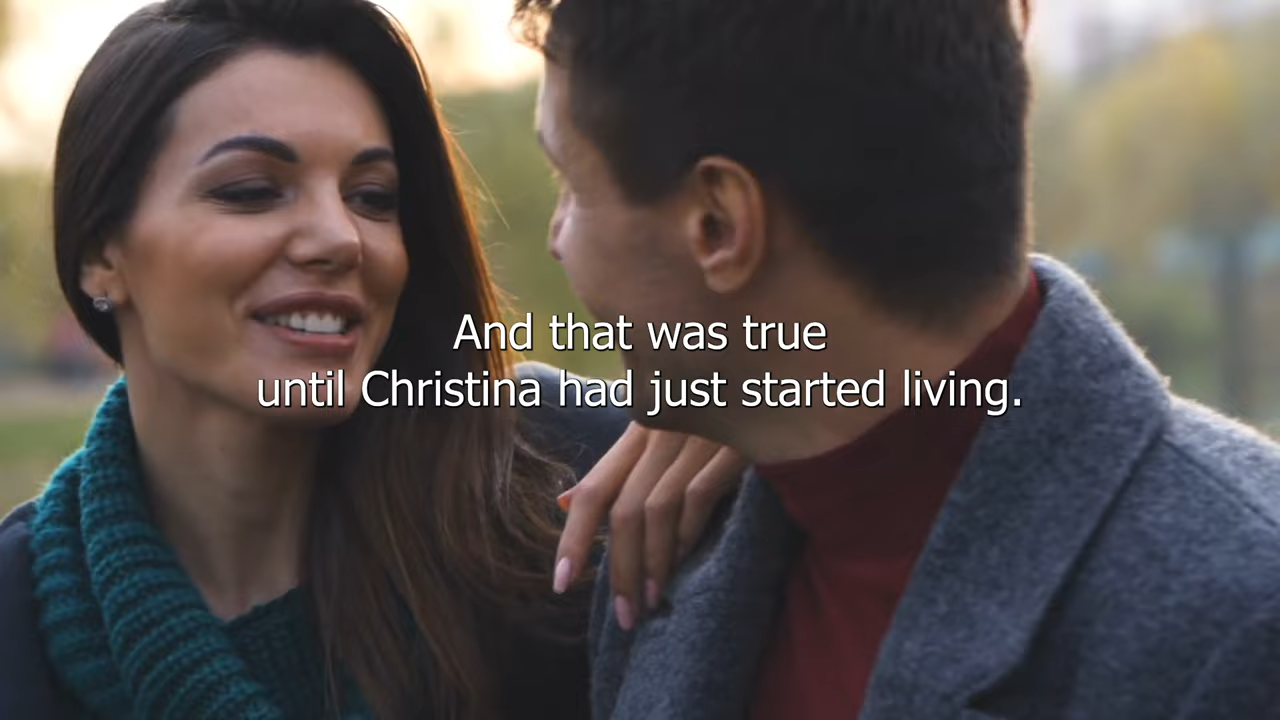 And that was true
until Christina had just started living.